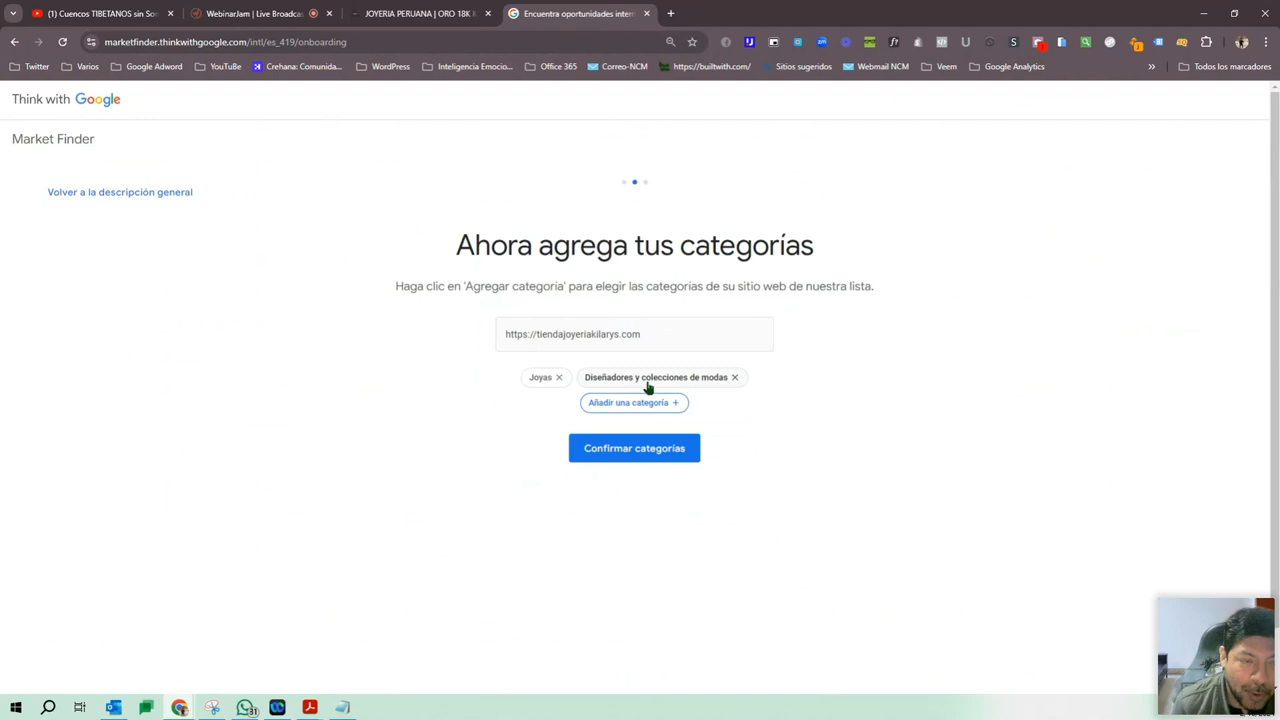 (1) Cuencos TIBETANOS sin So
WebinarJam | Live Broadcas
JOYERIA PERUANA | ORO 18K
Encuentra oportunidades inter
marketfinder.thinkwithgoogle.com/intl/es_419/onboarding
Twitter
Varios
Google Adword
YouTube
Crehana: Comunida...
WordPress
Inteligencia Emocio...
Office 365
Correo-NCM
https://builtwith.com/
Sitios sugeridos
Webmail NCM
Veem
Google Analytics
Todos los marcadores
Think with Google
Market Finder
Volver a la descripción general
Ahora agrega tus categorías
Haga clic en 'Agregar categoria' para elegir las categorías de su sitio web de nuestra lista.
https://tiendajoyeriakilarys.com
Joyas
Diseñadores y colecciones de modas
Añadir una categoría +
Confirmar categorías
31